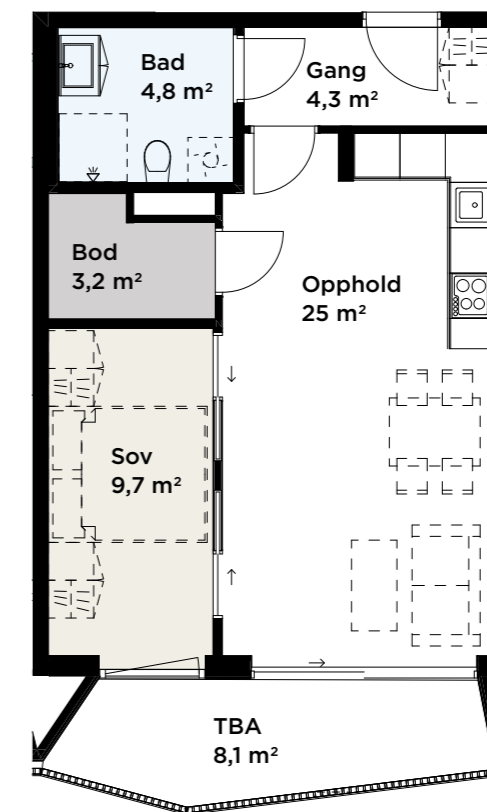 Bad
4,8 m²
Gang
4,3 m²
Bod
3,2 m²
Opphold
25 m²
Sov
9,7 m²
TBA
8,1 m²